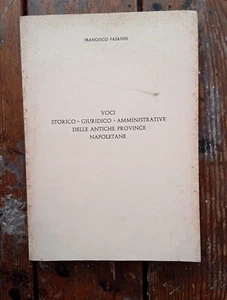 FRANCESCO PASANISI
VOCI
STORICO - GIURIDICO - AMMINISTRATIVE
DELLE ANTICHE PROVINCE
NAPOLETANE